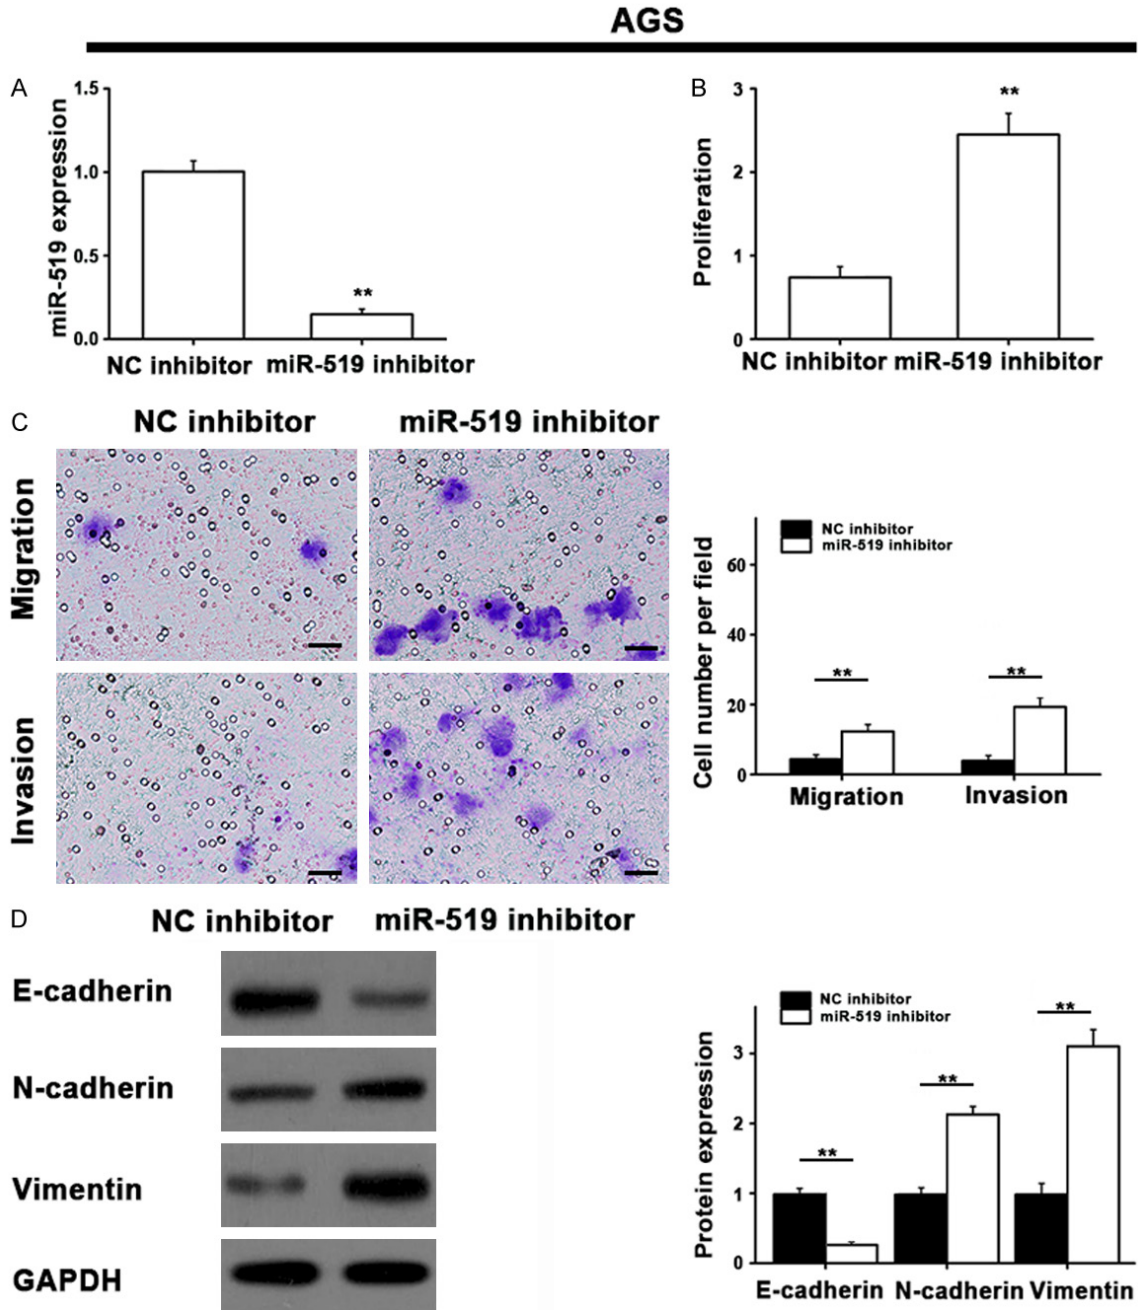 AGS
A
1.5
1.0
0.5
0.0
miR-519 expression
**
NC inhibitor miR-519 inhibitor
B
3
2
1
0
Proliferation
**
NC inhibitor miR-519 inhibitor
C
NC inhibitor miR-519 inhibitor
Migration
Invasion
NC inhibitor
miR-519 inhibitor
60
40
20
0
Cell number per field
**
**
Migration Invasion
D
NC inhibitor miR-519 inhibitor
E-cadherin
N-cadherin
Vimentin
GAPDH
NC inhibitor
miR-519 inhibitor
3
2
1
0
Protein expression
**
**
**
E-cadherin N-cadherin Vimentin